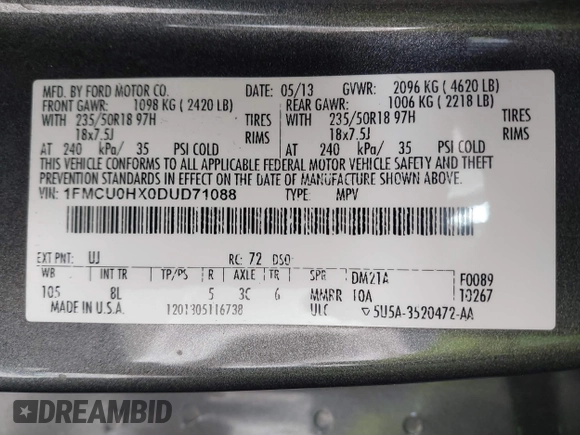 MFD. BY FORD MOTOR CO. DATE: 05/13 GVWR: 2096 KG ( 4620 LB)
FRONT GAWR: 1098 KG ( 2420 LB) REAR GAWR: 1006 KG ( 2218 LB)
WITH 235/50R18 97H TIRES WITH 235/50R18 97H TIRES
18x7.5J RIMS 18x7.5J RIMS
AT 240 kPa/ 35 PSI COLD AT 240 kPa/ 35 PSI COLD
THIS VEHICLE CONFORMS TO ALL APPLICABLE FEDERAL MOTOR VEHICLE SAFETY AND THEFT
PREVENTION STANDARDS IN EFFECT ON THE DATE OF MANUFACTURE SHOWN ABOVE.
VIN: 1FMCU0HX0DUD71088 TYPE: MPV
EXT PNT: UJ RC: 72 DSO:
WB INT TR TP/PS R AXLE TR SPR DM21A F0089
105 8L 5 3C 6 MMRR 10A 10267
MADE IN U.S.A. 1201305116738 ULC ▽5U5A-3520472-AA
DREAMBID